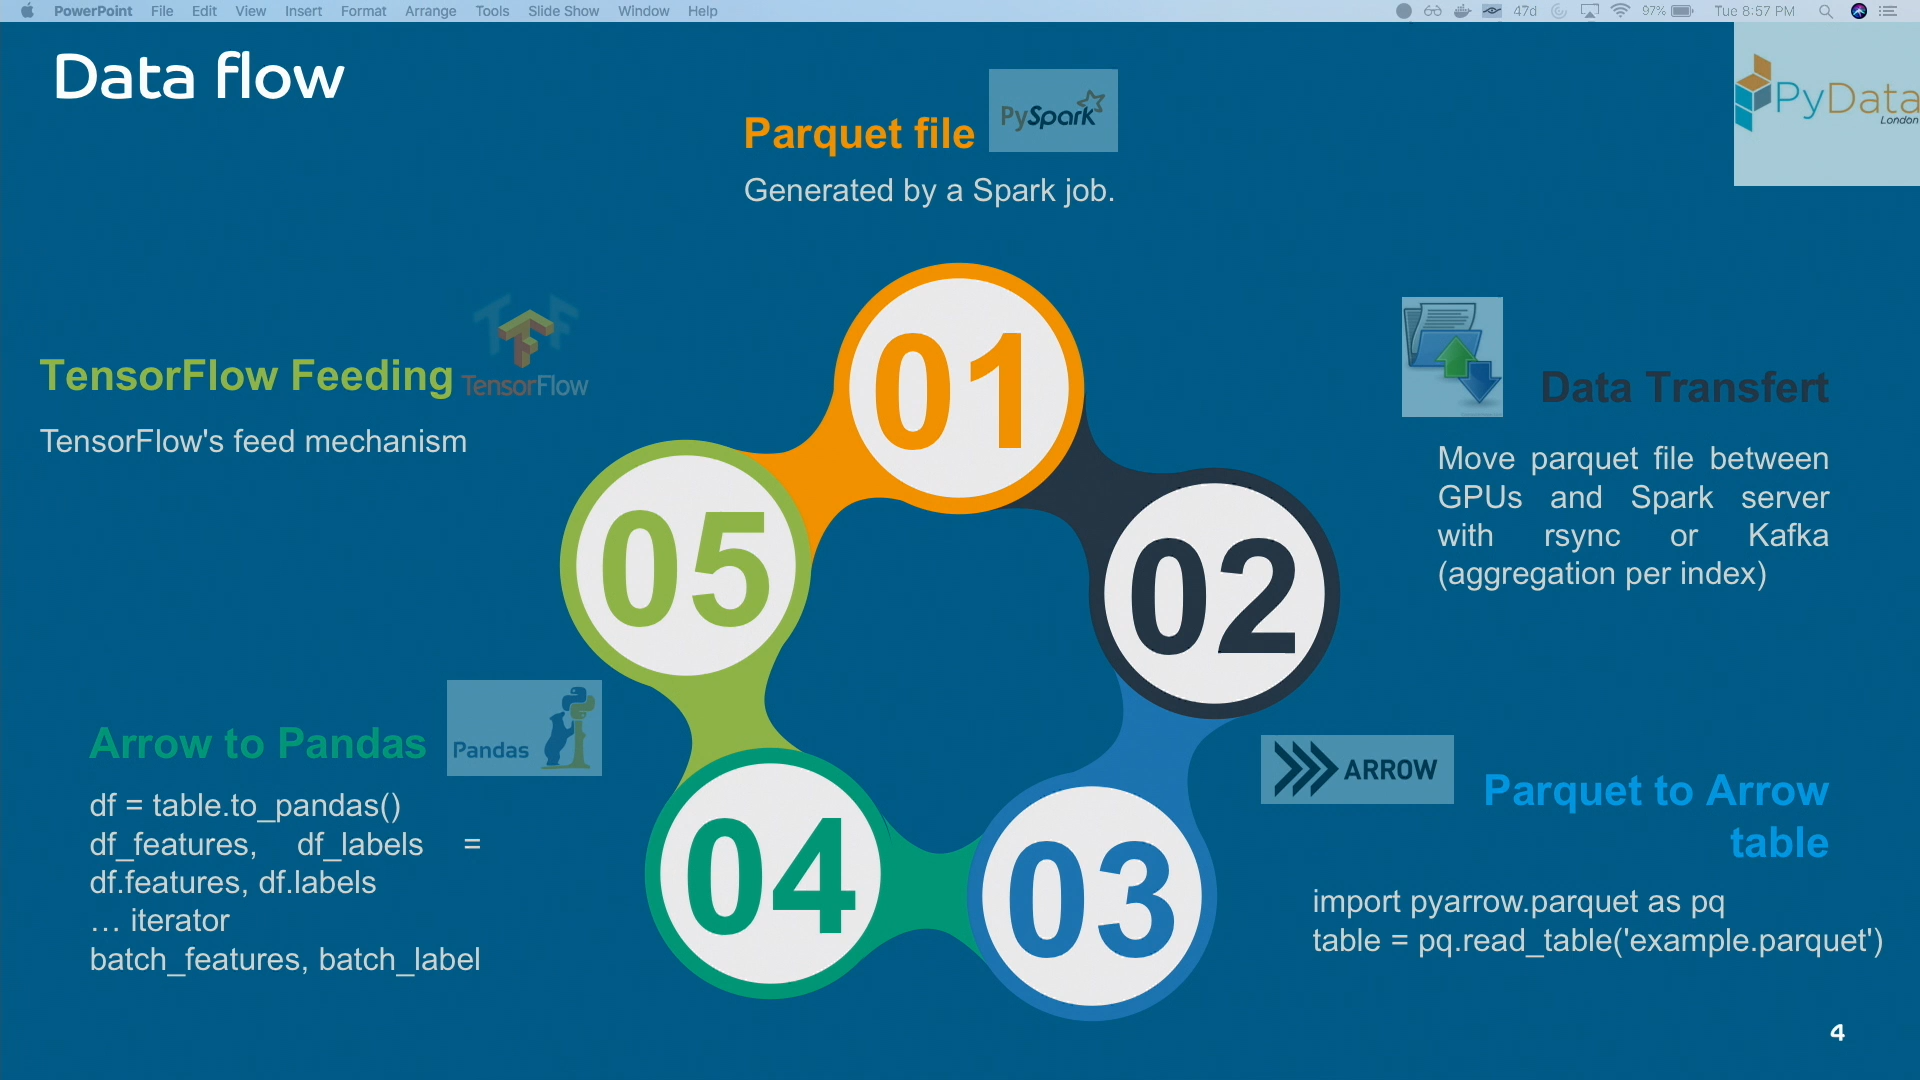 PowerPoint File Edit View Insert Format Arrange Tools Slide Show Window Help 47d 97% Tue 8:57 PM
Data flow
PyData
London
Parquet file
PySpark
Generated by a Spark job.
01
Data Transfert
Move parquet file between
GPUs and Spark server
with rsync or Kafka
(aggregation per index)
02
ARROW
Parquet to Arrow
table
import pyarrow.parquet as pq
table = pq.read_table('example.parquet')
03
Arrow to Pandas
Pandas
df = table.to_pandas()
df_features, df_labels =
df.features, df.labels
… iterator
batch_features, batch_label
04
TensorFlow Feeding
TensorFlow
TensorFlow's feed mechanism
05
4